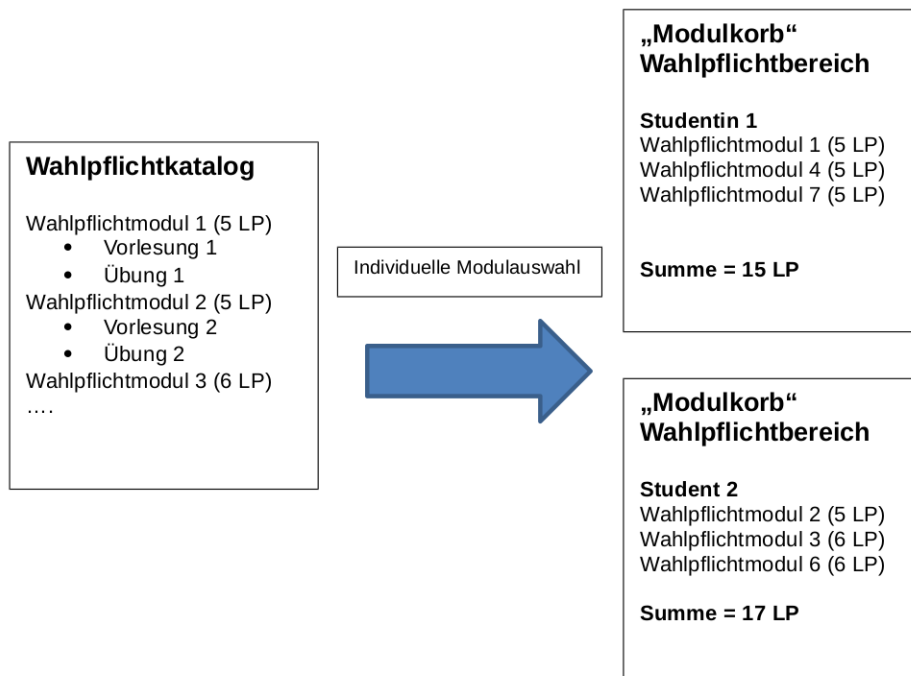 Wahlpflichtkatalog
Wahlpflichtmodul 1 (5 LP)
• Vorlesung 1
• Übung 1
Wahlpflichtmodul 2 (5 LP)
• Vorlesung 2
• Übung 2
Wahlpflichtmodul 3 (6 LP)
….
Individuelle Modulauswahl
„Modulkorb“
Wahlpflichtbereich
Studentin 1
Wahlpflichtmodul 1 (5 LP)
Wahlpflichtmodul 4 (5 LP)
Wahlpflichtmodul 7 (5 LP)
Summe = 15 LP
„Modulkorb“
Wahlpflichtbereich
Student 2
Wahlpflichtmodul 2 (5 LP)
Wahlpflichtmodul 3 (6 LP)
Wahlpflichtmodul 6 (6 LP)
Summe = 17 LP